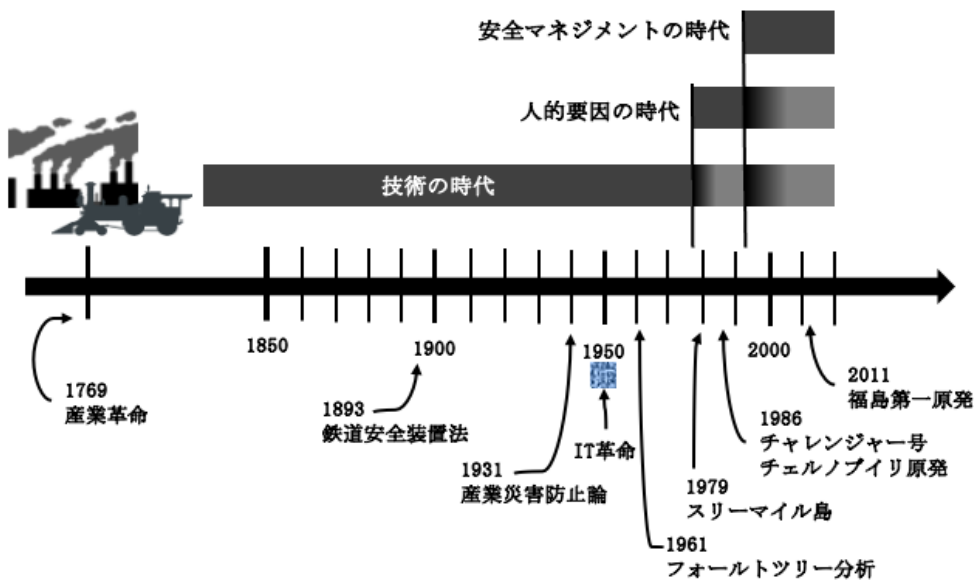 安全マネジメントの時代
人的要因の時代
技術の時代
1850
1900
1950
2000
1769
産業革命
1893
鉄道安全装置法
1931
産業災害防止論
IT革命
1961
フォールトツリー分析
1979
スリーマイル島
1986
チャレンジャー号
チェルノブイリ原発
2011
福島第一原発